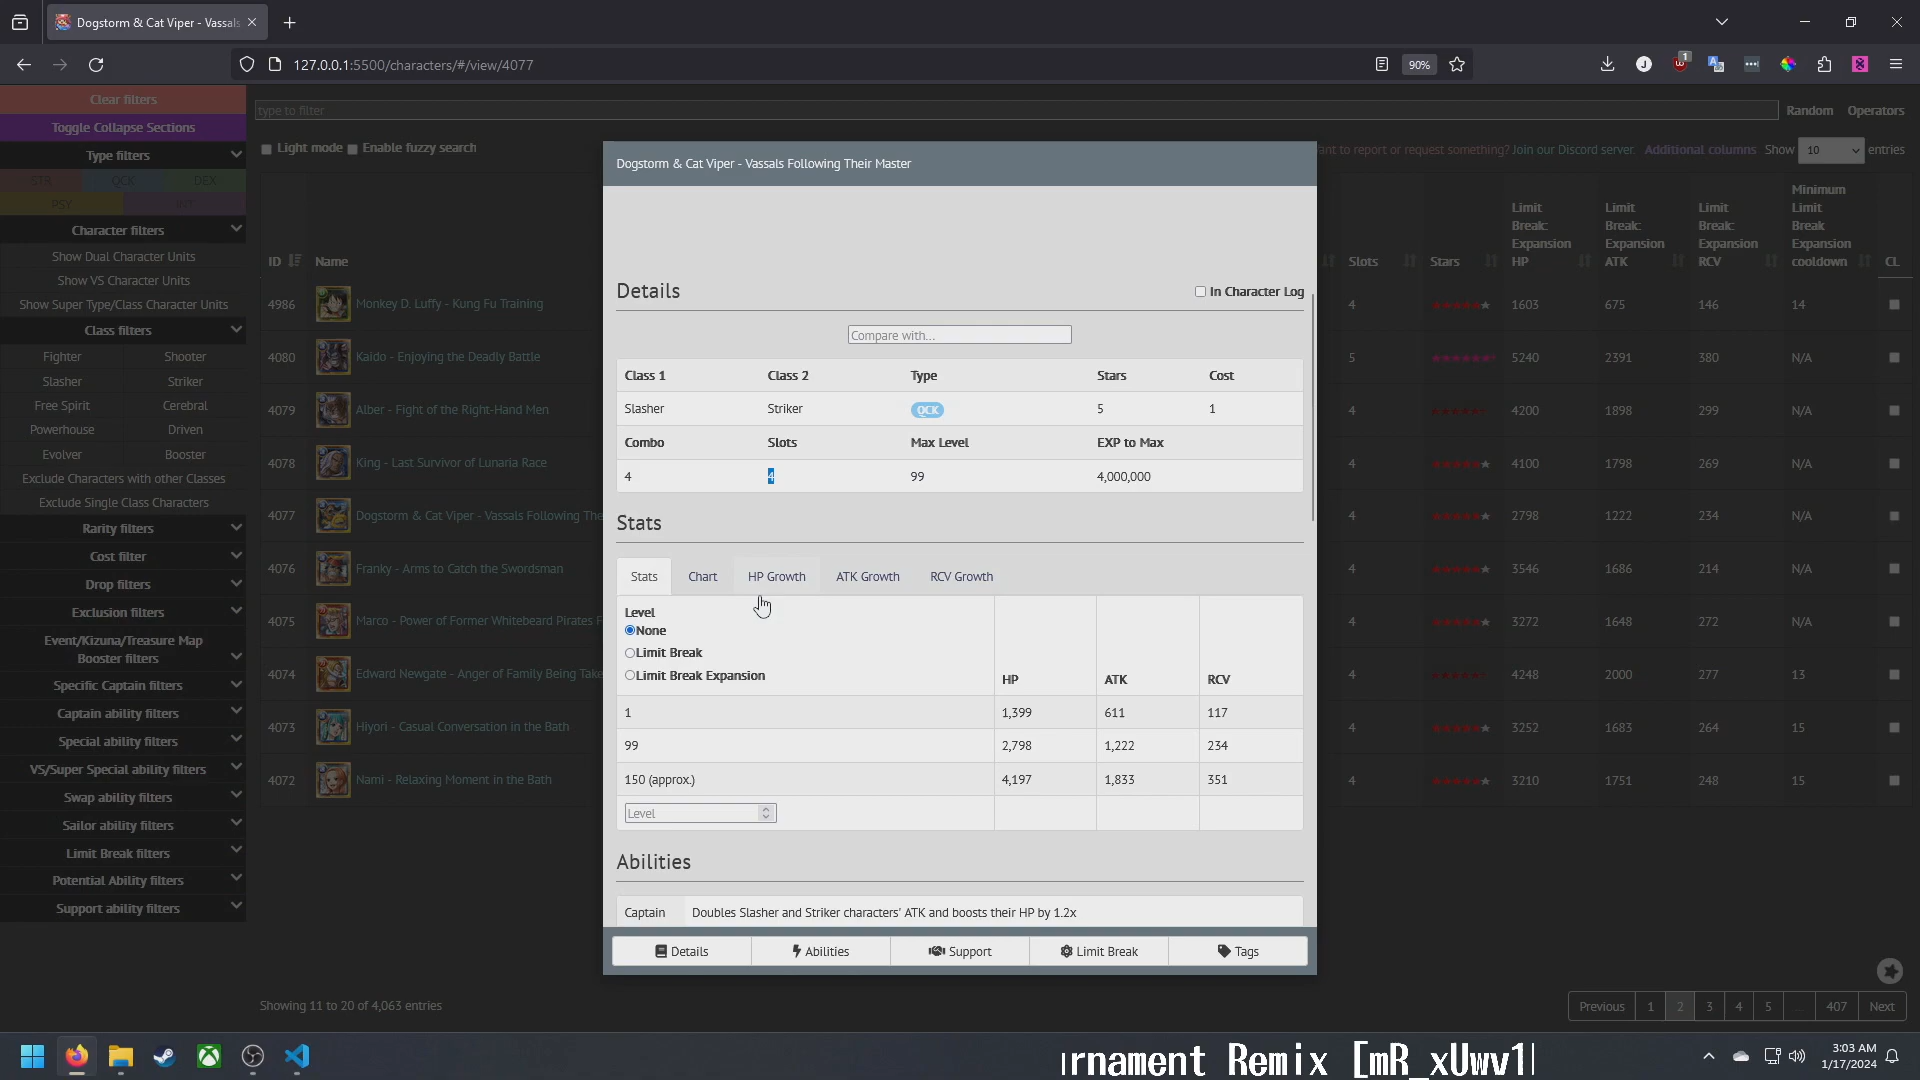 Dogstorm & Cat Viper - Vassals
127.0.0.1:5500/characters/#/view/4077
90%
1
Clear filters
Toggle Collapse Sections
Type filters
STR QCK DEX
PSY INT
Character filters
Show Dual Character Units
Show VS Character Units
Show Super Type/Class Character Units
Class filters
Fighter Shooter
Slasher Striker
Free Spirit Cerebral
Powerhouse Driven
Evolver Booster
Exclude Characters with other Classes
Exclude Single Class Characters
Rarity filters
Cost filter
Drop filters
Exclusion filters
Event/Kizuna/Treasure Map
Booster filters
Specific Captain filters
Captain ability filters
Special ability filters
VS/Super Special ability filters
Swap ability filters
Sailor ability filters
Limit Break filters
Potential Ability filters
Support ability filters
type to filter
Random Operators
Light mode Enable fuzzy search
ant to report or request something? Join our Discord server. Additional columns Show 10 entries
ID Name
Slots Stars
Limit Break: Expansion HP
Limit Break: Expansion ATK
Limit Break: Expansion RCV
Minimum Limit Break Expansion cooldown
CL
4986 Monkey D. Luffy - Kung Fu Training 4 ★★★★★★ 1603 675 146 14
4080 Kaido - Enjoying the Deadly Battle 5 5240 2391 380 N/A
4079 Alber - Fight of the Right-Hand Men 4 4200 1898 299 N/A
4078 King - Last Survivor of Lunaria Race 4 ★★★★★★ 4100 1798 269 N/A
4077 Dogstorm & Cat Viper - Vassals Following The 4 ★★★★★★ 2798 1222 234 N/A
4076 Franky - Arms to Catch the Swordsman 4 ★★★★★★ 3546 1686 214 N/A
4075 Marco - Power of Former Whitebeard Pirates F 4 ★★★★★★ 3272 1648 272 N/A
4074 Edward Newgate - Anger of Family Being Take 4 4248 2000 277 13
4073 Hiyori - Casual Conversation in the Bath 4 ★★★★★★ 3252 1683 264 15
4072 Nami - Relaxing Moment in the Bath 4 ★★★★★★ 3210 1751 248 15
Dogstorm & Cat Viper - Vassals Following Their Master
Details
In Character Log
Compare with...
Class 1 Class 2 Type Stars Cost
Slasher Striker QCK 5 1
Combo Slots Max Level EXP to Max
4 4 99 4,000,000
Stats
Stats Chart HP Growth ATK Growth RCV Growth
Level
None
Limit Break
Limit Break Expansion
HP ATK RCV
1 1,399 611 117
99 2,798 1,222 234
150 (approx.) 4,197 1,833 351
Level
Abilities
Captain Doubles Slasher and Striker characters' ATK and boosts their HP by 1.2x
Details Abilities Support Limit Break Tags
Showing 11 to 20 of 4,063 entries
Previous 1 2 3 4 5 ... 407 Next
rnament Remix [mR_xUwv1
3:03 AM
1/17/2024